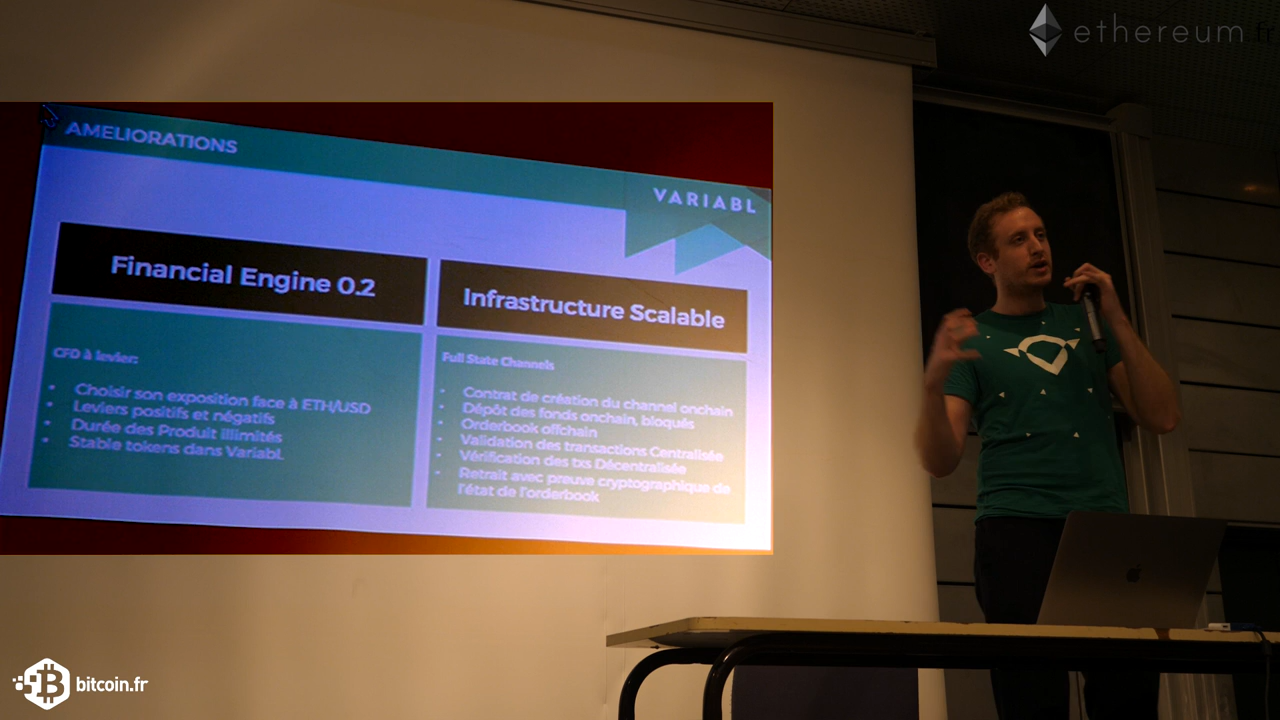 ethereum fr
AMELIORATIONS
VARIABL
Financial Engine 0.2
CFD à levier:
• Choisir son exposition face à ETH/USD
• Leviers positifs et négatifs
• Durée des Produit illimités
• Stable tokens dans Variabl.
Infrastructure Scalable
Full State Channels
• Contrat de création du channel onchain
• Dépôt des fonds onchain, bloqués
• Orderbook offchain
• Validation des transactions Centralisée
• Vérification des txs Décentralisée
• Retrait avec preuve cryptographique de
l'état de l'orderbook
bitcoin.fr